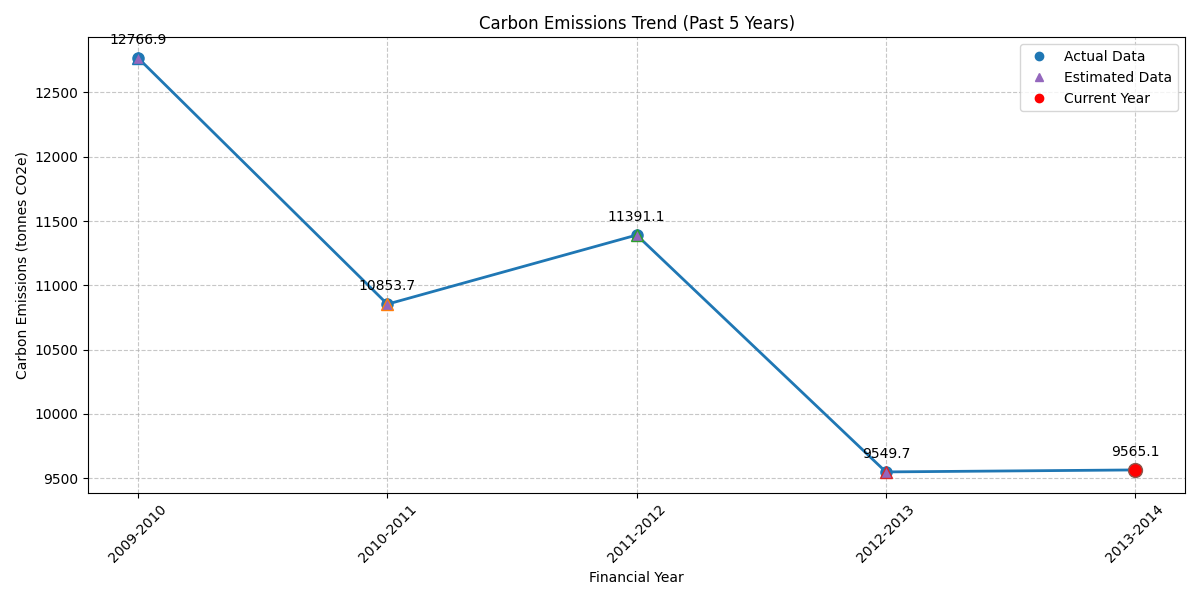 Carbon Emissions Trend (Past 5 Years)
12766.9
10853.7
11391.1
9549.7
9565.1
Actual Data
Estimated Data
Current Year
Carbon Emissions (tonnes CO2e)
12500
12000
11500
11000
10500
10000
9500
2009-2010
2010-2011
2011-2012
2012-2013
2013-2014
Financial Year